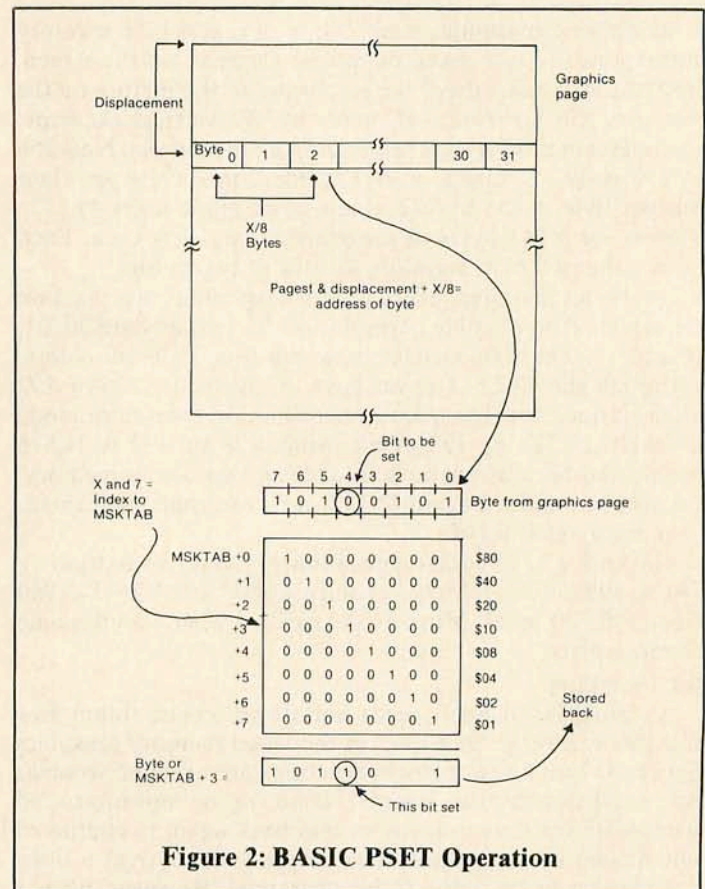 Graphics
page
Displacement
Byte 0 1 2 30 31
X/8
Bytes
Pagest & displacement + X/8=
address of byte
Bit to be
set
7 6 5 4 3 2 1 0
X and 7 =
Index to
MSKTAB
1 0 1 0 0 1 0 1 Byte from graphics page
MSKTAB +0 1 0 0 0 0 0 0 0 $80
+1 0 1 0 0 0 0 0 0 $40
+2 0 0 1 0 0 0 0 0 $20
+3 0 0 0 1 0 0 0 0 $10
+4 0 0 0 0 1 0 0 0 $08
+5 0 0 0 0 0 1 0 0 $04
+6 0 0 0 0 0 0 1 0 $02
+7 0 0 0 0 0 0 0 1 $01
Stored
back
Byte or
MSKTAB + 3 = 1 0 1 1 0 1
This bit set
Figure 2: BASIC PSET Operation